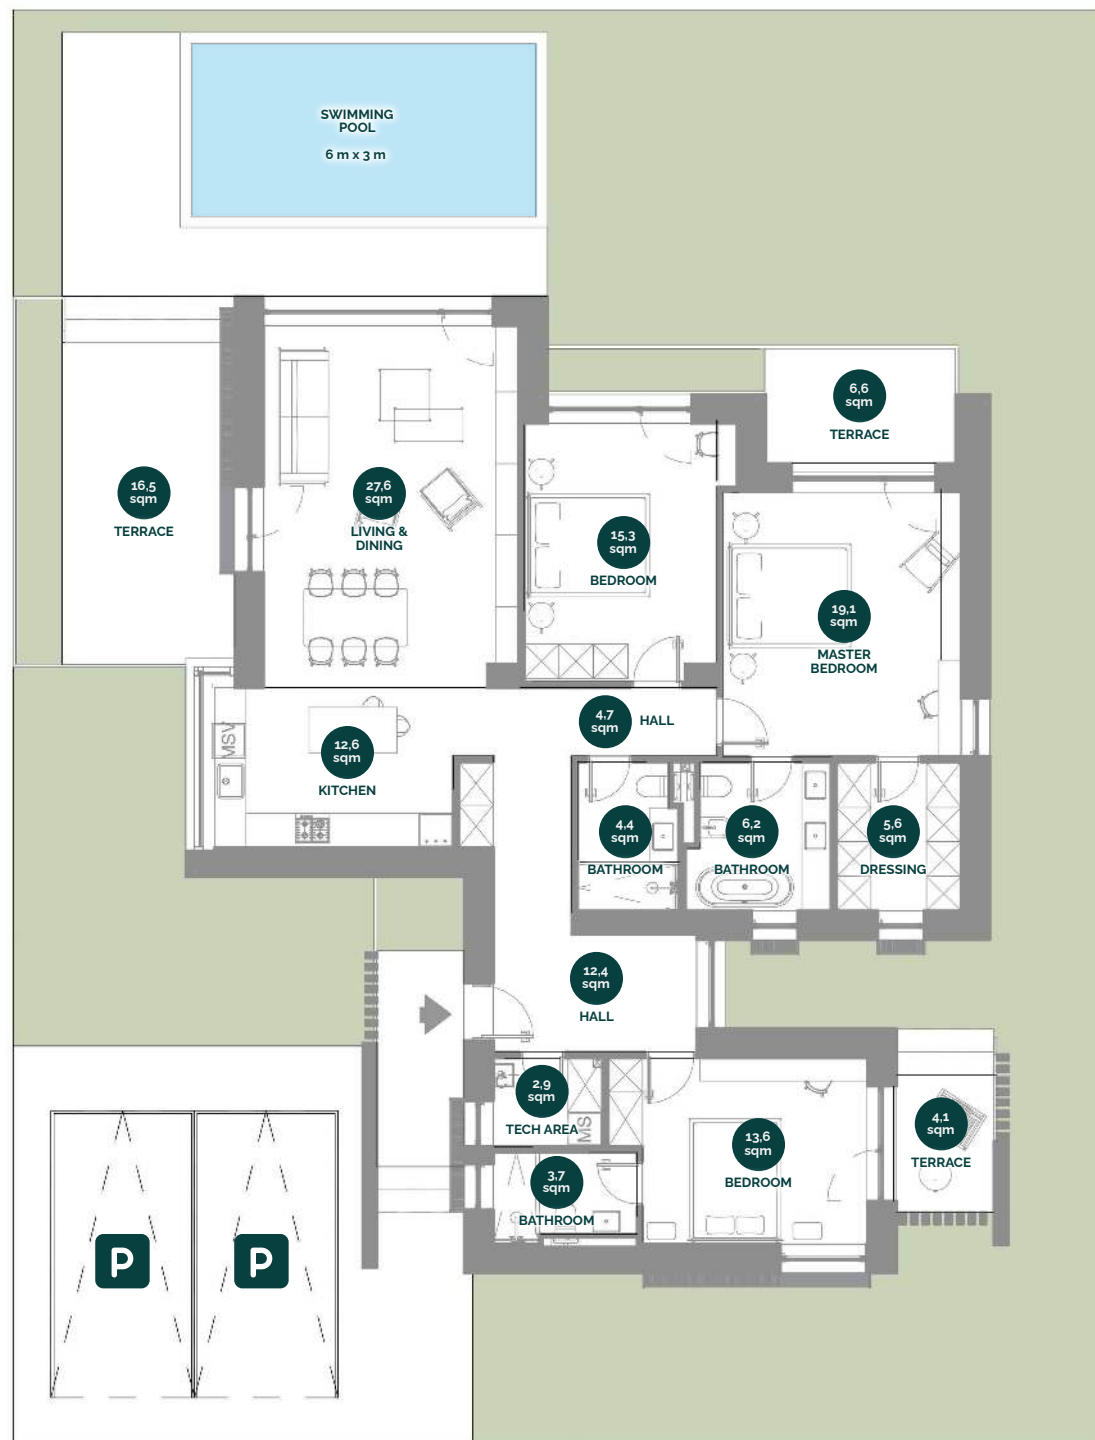 SWIMMING
POOL
6 m x 3 m
6,6
sqm
TERRACE
16,5
sqm
TERRACE
27,6
sqm
LIVING &
DINING
15,3
sqm
BEDROOM
19,1
sqm
MASTER
BEDROOM
4,7
sqm
HALL
MSV
12,6
sqm
KITCHEN
4,4
sqm
BATHROOM
6,2
sqm
BATHROOM
5,6
sqm
DRESSING
12,4
sqm
HALL
2,9
sqm
TECH AREA
MS
13,6
sqm
BEDROOM
4,1
sqm
TERRACE
3,7
sqm
BATHROOM
P
P